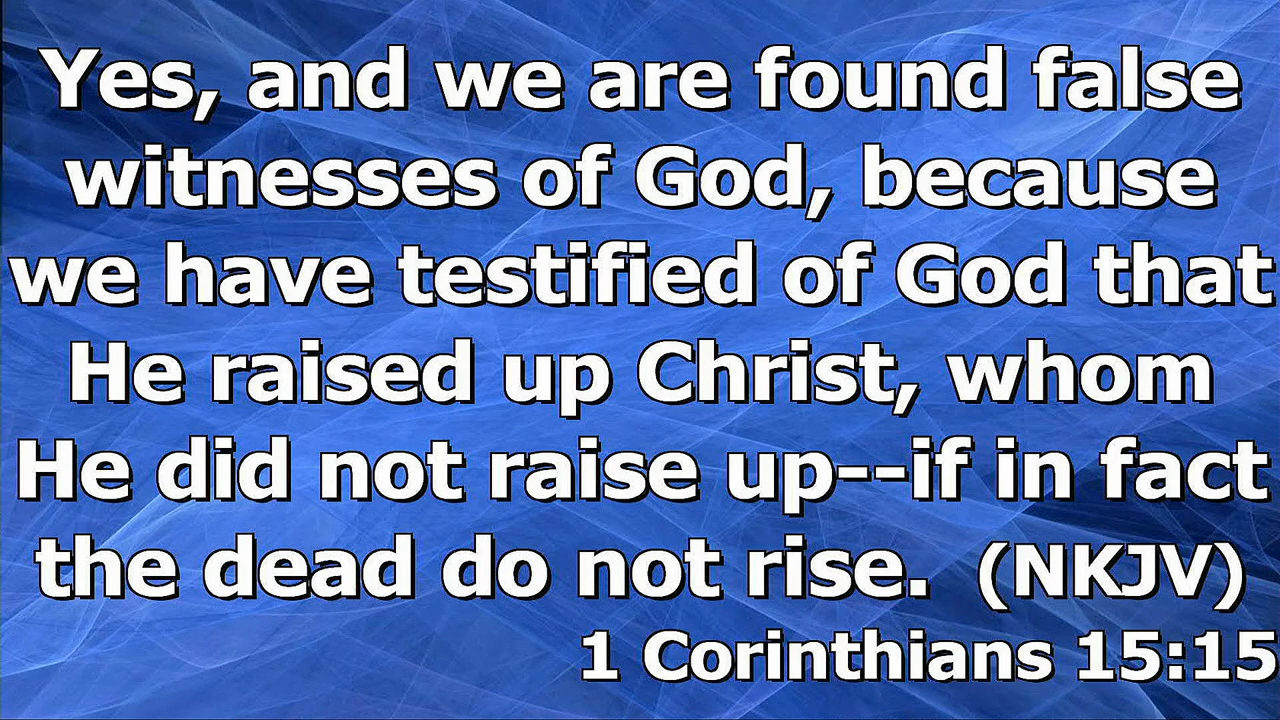 Yes, and we are found false
witnesses of God, because
we have testified of God that
He raised up Christ, whom
He did not raise up--if in fact
the dead do not rise.  (NKJV)
1 Corinthians 15:15